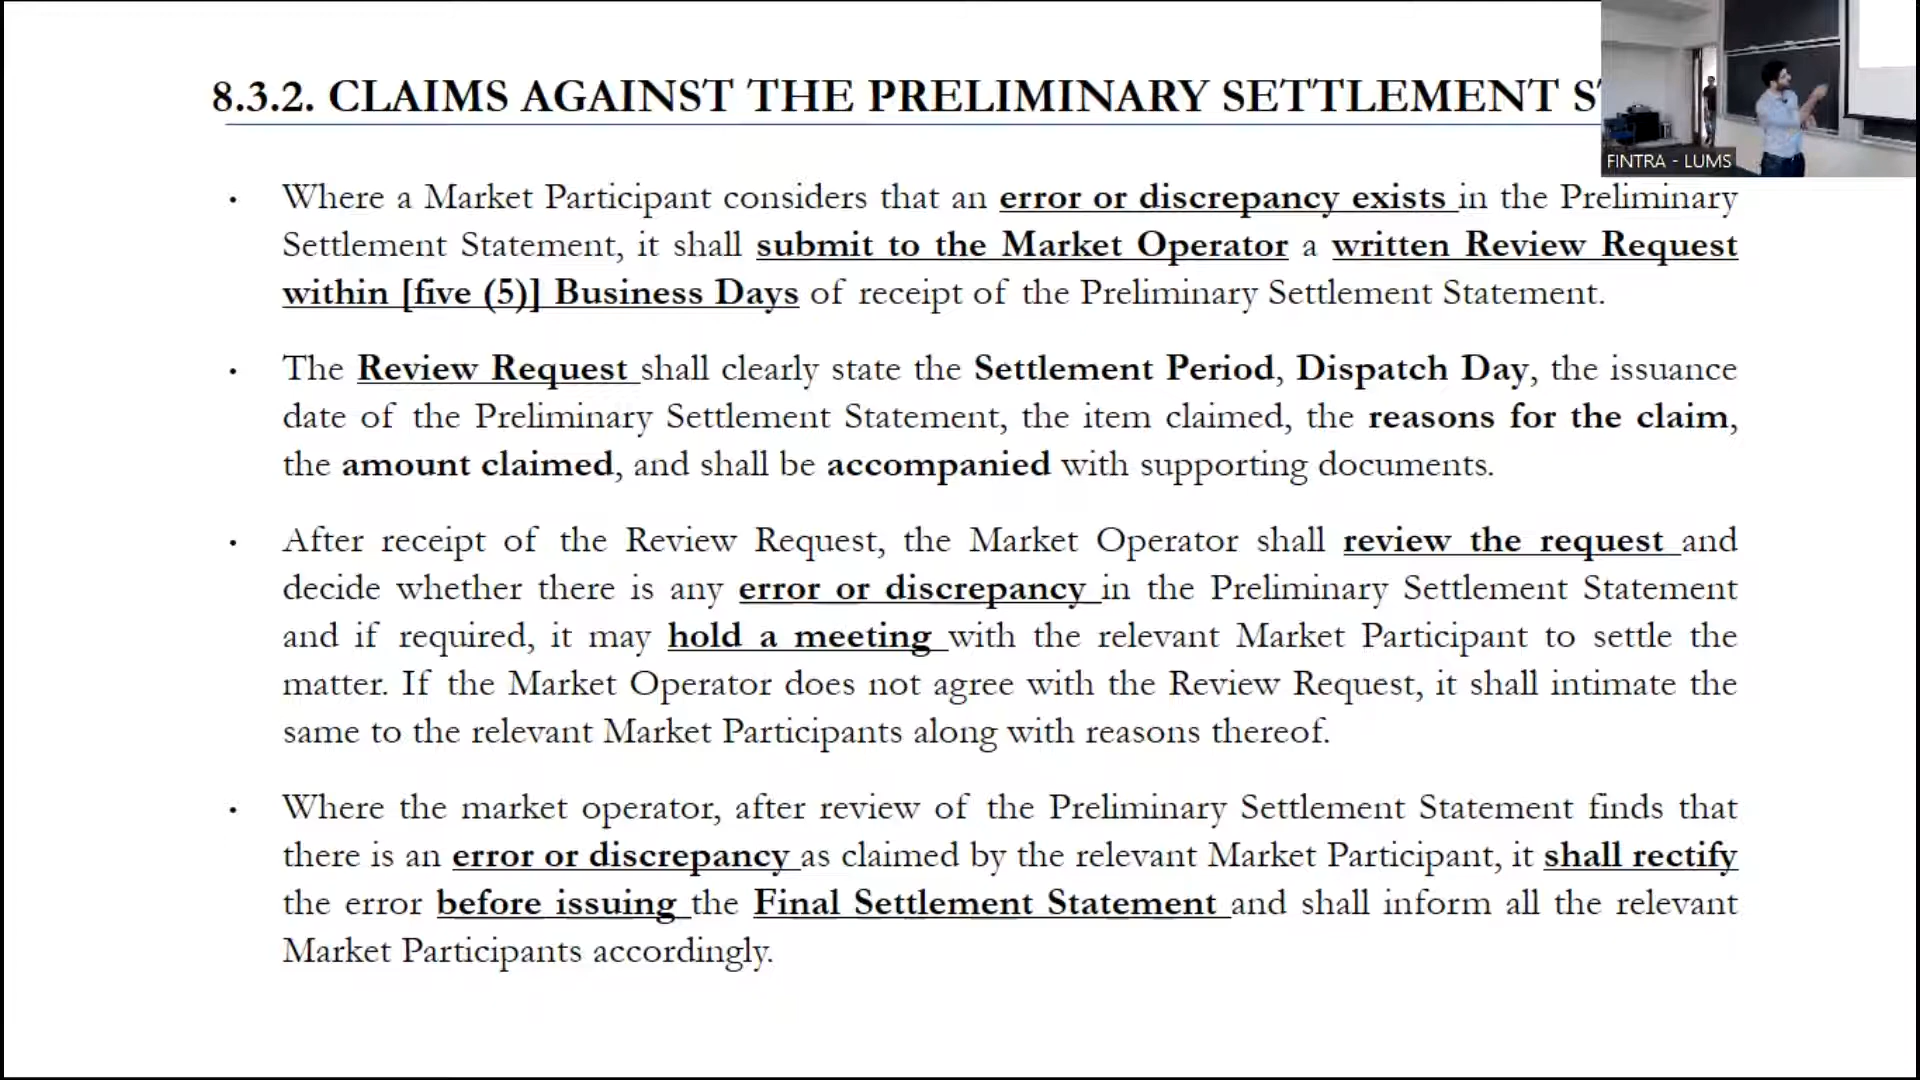 8.3.2. CLAIMS AGAINST THE PRELIMINARY SETTLEMENT
FINTRA - LUMS
• Where a Market Participant considers that an error or discrepancy exists in the Preliminary
Settlement Statement, it shall submit to the Market Operator a written Review Request
within [five (5)] Business Days of receipt of the Preliminary Settlement Statement.
• The Review Request shall clearly state the Settlement Period, Dispatch Day, the issuance
date of the Preliminary Settlement Statement, the item claimed, the reasons for the claim,
the amount claimed, and shall be accompanied with supporting documents.
• After receipt of the Review Request, the Market Operator shall review the request and
decide whether there is any error or discrepancy in the Preliminary Settlement Statement
and if required, it may hold a meeting with the relevant Market Participant to settle the
matter. If the Market Operator does not agree with the Review Request, it shall intimate the
same to the relevant Market Participants along with reasons thereof.
• Where the market operator, after review of the Preliminary Settlement Statement finds that
there is an error or discrepancy as claimed by the relevant Market Participant, it shall rectify
the error before issuing the Final Settlement Statement and shall inform all the relevant
Market Participants accordingly.